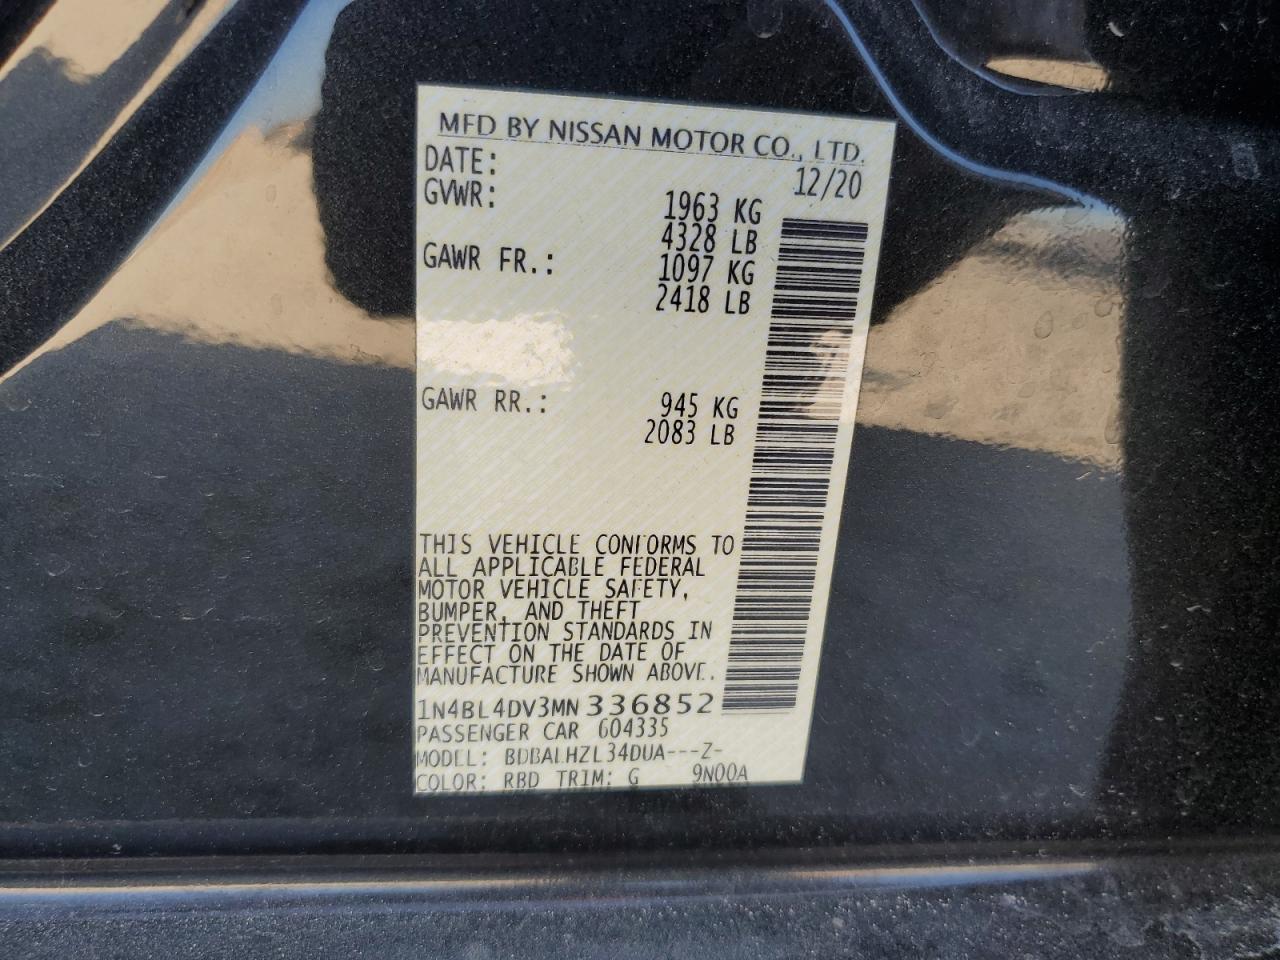 MFD BY NISSAN MOTOR CO., LTD.
DATE: 12/20
GVWR: 1963 KG
4328 LB
GAWR FR.: 1097 KG
2418 LB
GAWR RR.: 945 KG
2083 LB
THIS VEHICLE CONFORMS TO
ALL APPLICABLE FEDERAL
MOTOR VEHICLE SAFETY,
BUMPER, AND THEFT
PREVENTION STANDARDS IN
EFFECT ON THE DATE OF
MANUFACTURE SHOWN ABOVE.
1N4BL4DV3MN336852
PASSENGER CAR 604335
MODEL: BDBALHZL34DUA---Z-
COLOR: RBD TRIM: G 9N00A